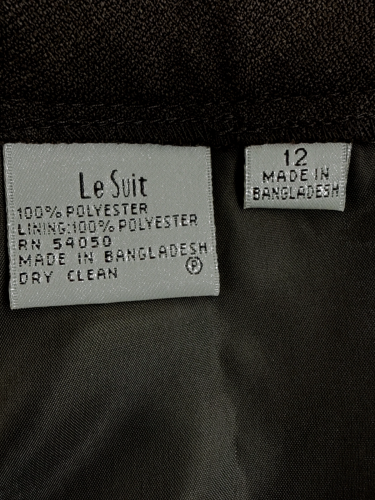 Le Suit
100% POLYESTER
LINING:100% POLYESTER
RN 54050
MADE IN BANGLADESH
DRY CLEAN Ⓟ
12
MADE IN
BANGLADESH